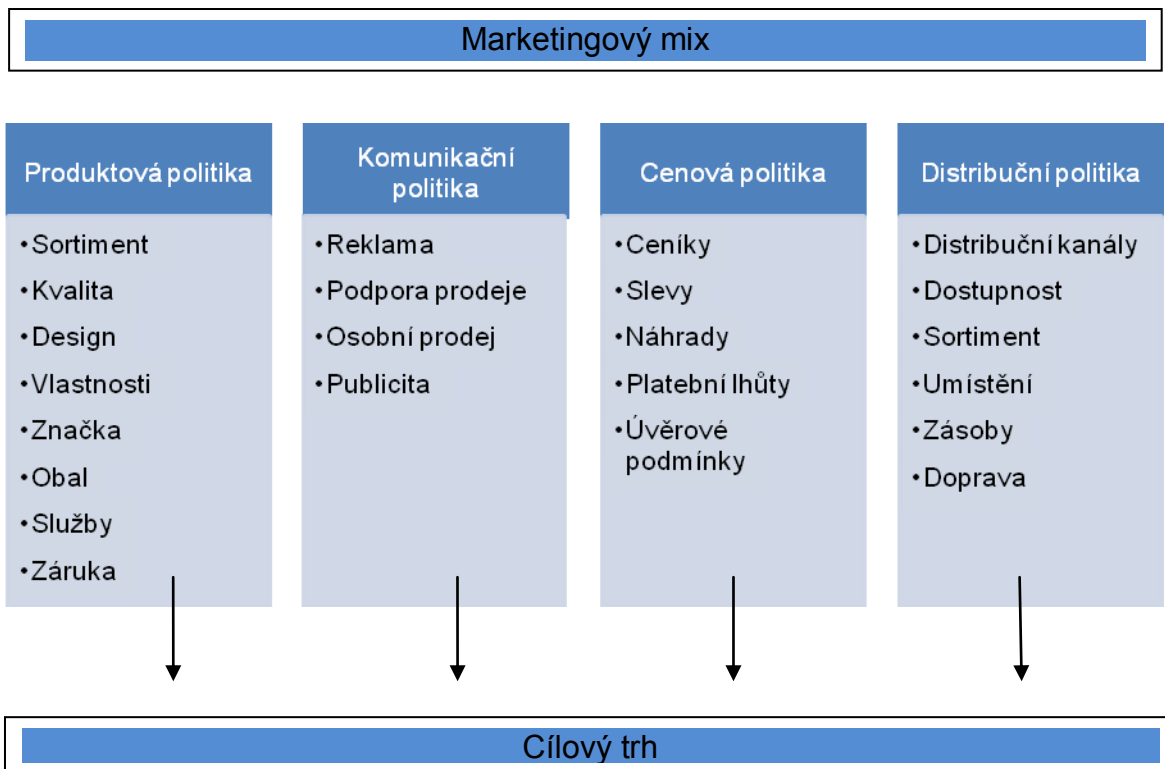 Marketingový mix
Produktová politika
• Sortiment
• Kvalita
• Design
• Vlastnosti
• Značka
• Obal
• Služby
• Záruka
Komunikační
politika
• Reklama
• Podpora prodeje
• Osobní prodej
• Publicita
Cenová politika
• Ceníky
• Slevy
• Náhrady
• Platební lhůty
• Úvěrové
podmínky
Distribuční politika
• Distribuční kanály
• Dostupnost
• Sortiment
• Umístění
• Zásoby
• Doprava
Cílový trh